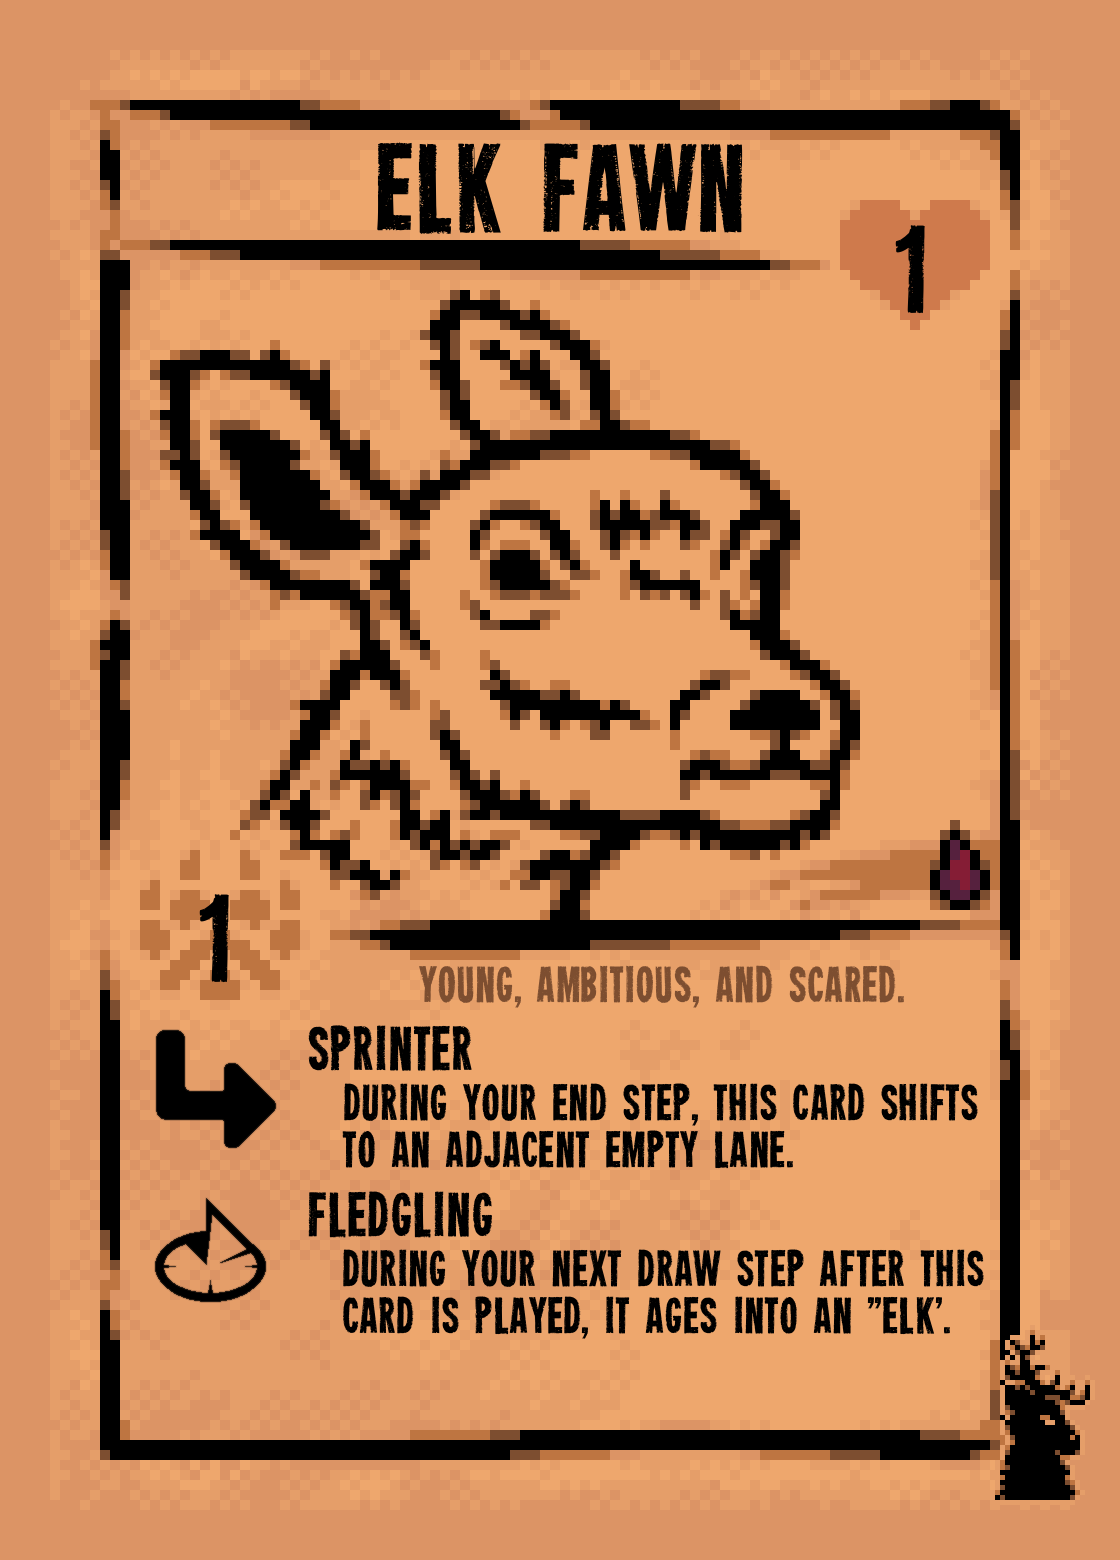 ELK FAWN
1
1
YOUNG, AMBITIOUS, AND SCARED.
SPRINTER
DURING YOUR END STEP, THIS CARD SHIFTS
TO AN ADJACENT EMPTY LANE.
FLEDGLING
DURING YOUR NEXT DRAW STEP AFTER THIS
CARD IS PLAYED, IT AGES INTO AN "ELK'.